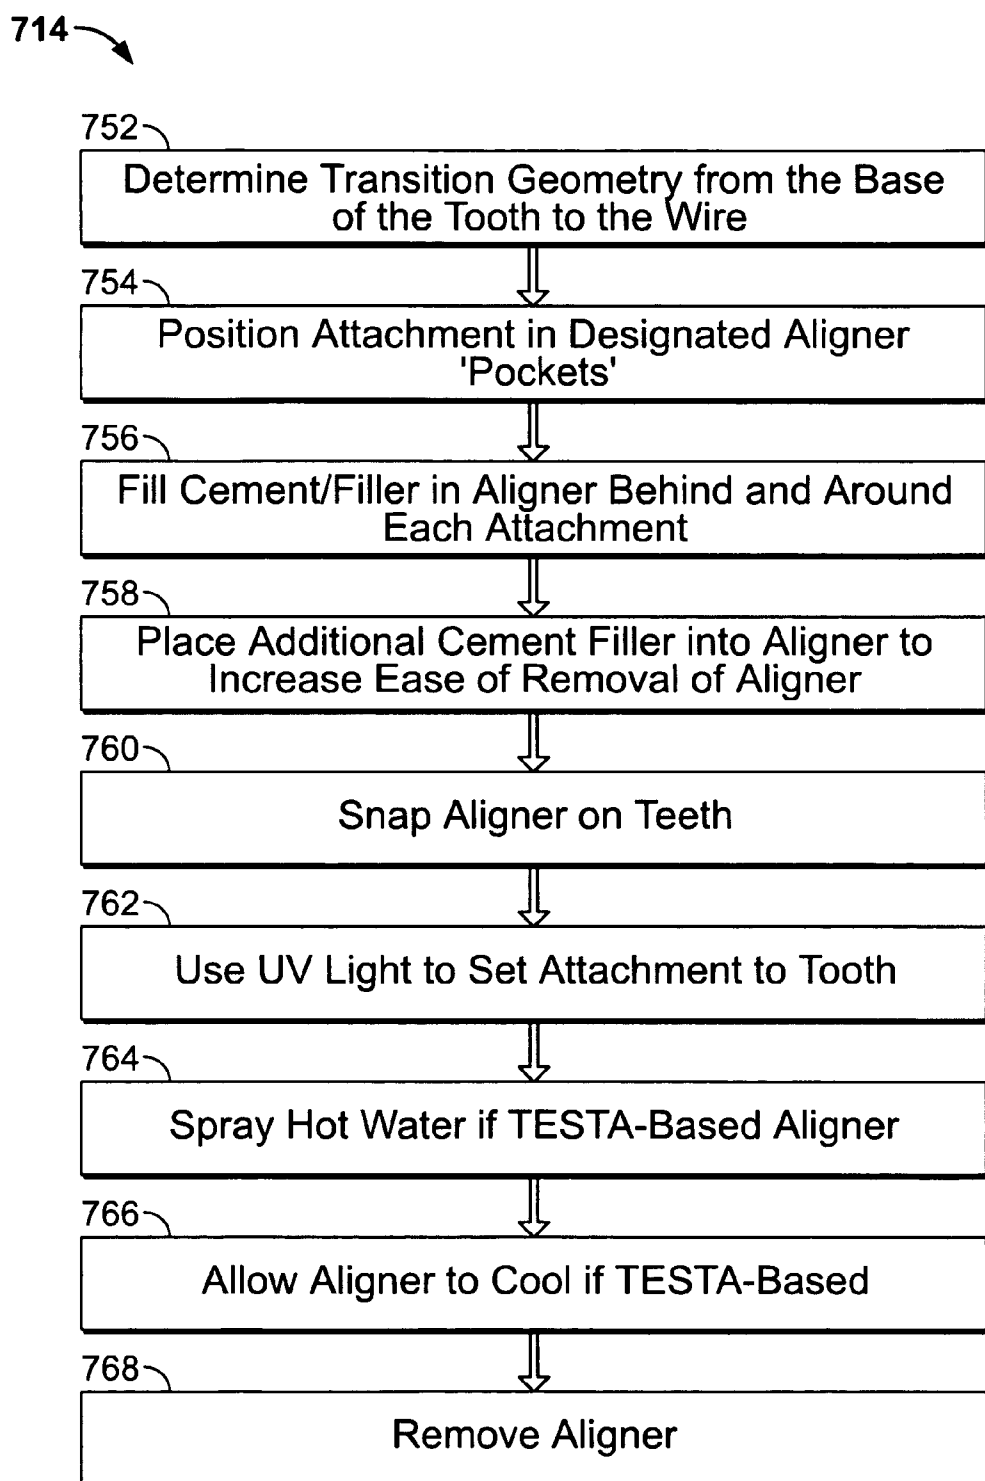 714
752
Determine Transition Geometry from the Base
of the Tooth to the Wire
754
Position Attachment in Designated Aligner
'Pockets'
756
Fill Cement/Filler in Aligner Behind and Around
Each Attachment
758
Place Additional Cement Filler into Aligner to
Increase Ease of Removal of Aligner
760
Snap Aligner on Teeth
762
Use UV Light to Set Attachment to Tooth
764
Spray Hot Water if TESTA-Based Aligner
766
Allow Aligner to Cool if TESTA-Based
768
Remove Aligner